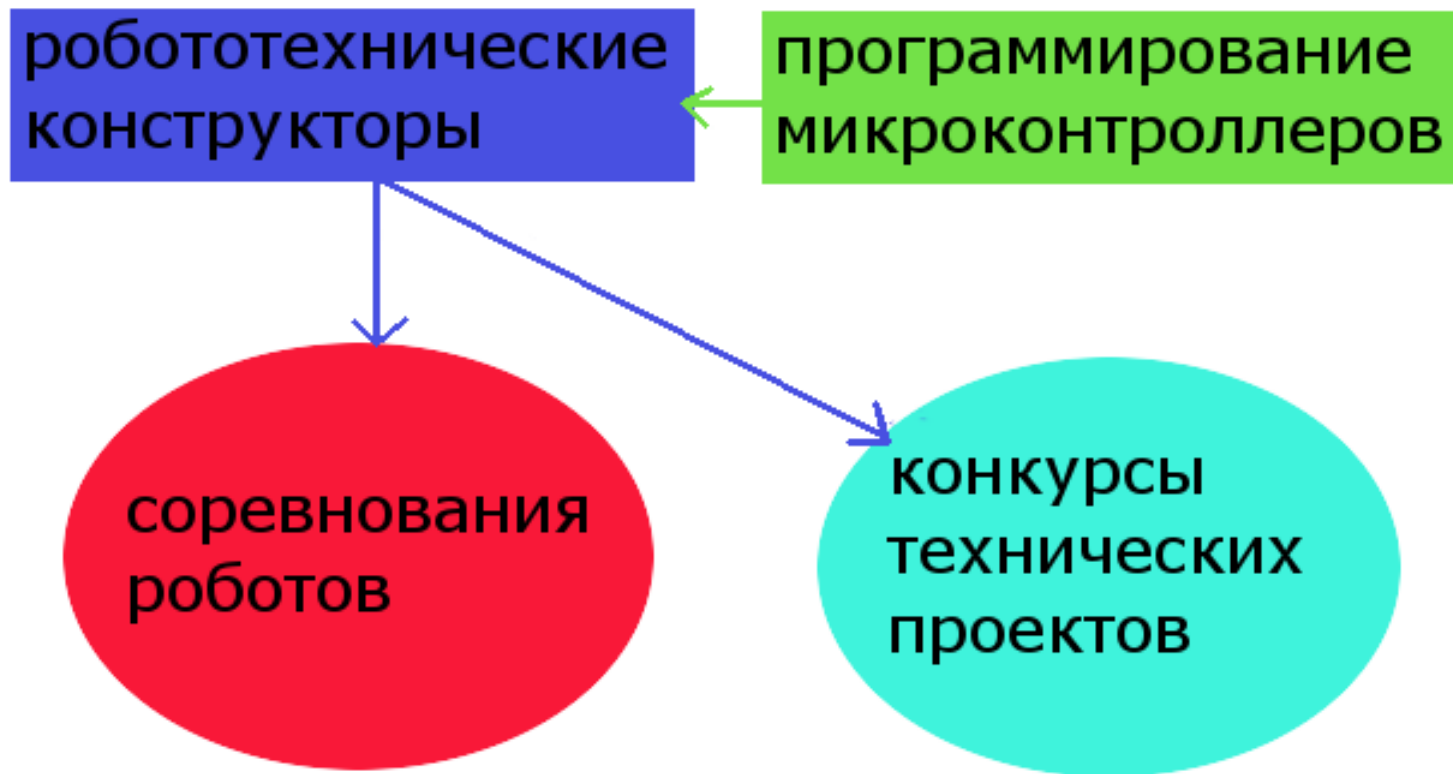 робототехнические
конструкторы
программирование
микроконтроллеров
соревнования
роботов
конкурсы
технических
проектов